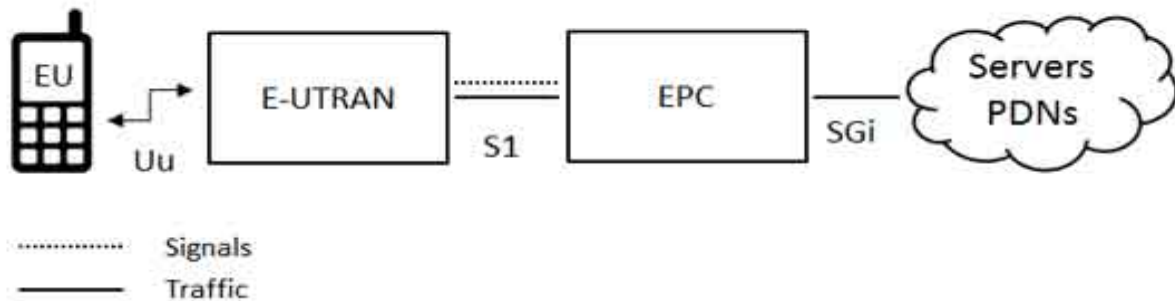 EU
E-UTRAN
EPC
Servers
PDNs
Uu
S1
SGi
Signals
Traffic